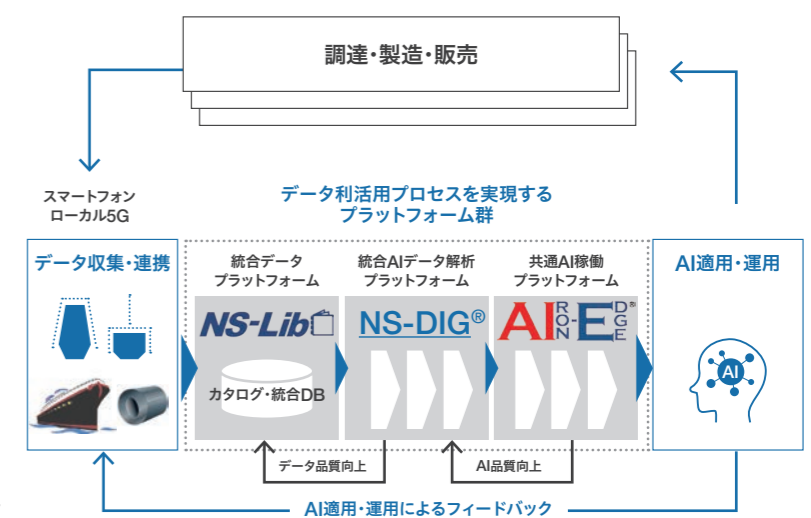 調達・製造・販売
スマートフォン
ローカル5G
データ利活用プロセスを実現する
プラットフォーム群
データ収集・連携
統合データ
プラットフォーム
NS-Lib
カタログ・統合DB
統合AIデータ解析
プラットフォーム
NS-DIG®
共通AI稼働
プラットフォーム
AIRON-EDGE®
AI適用・運用
AI
データ品質向上
AI品質向上
AI適用・運用によるフィードバック